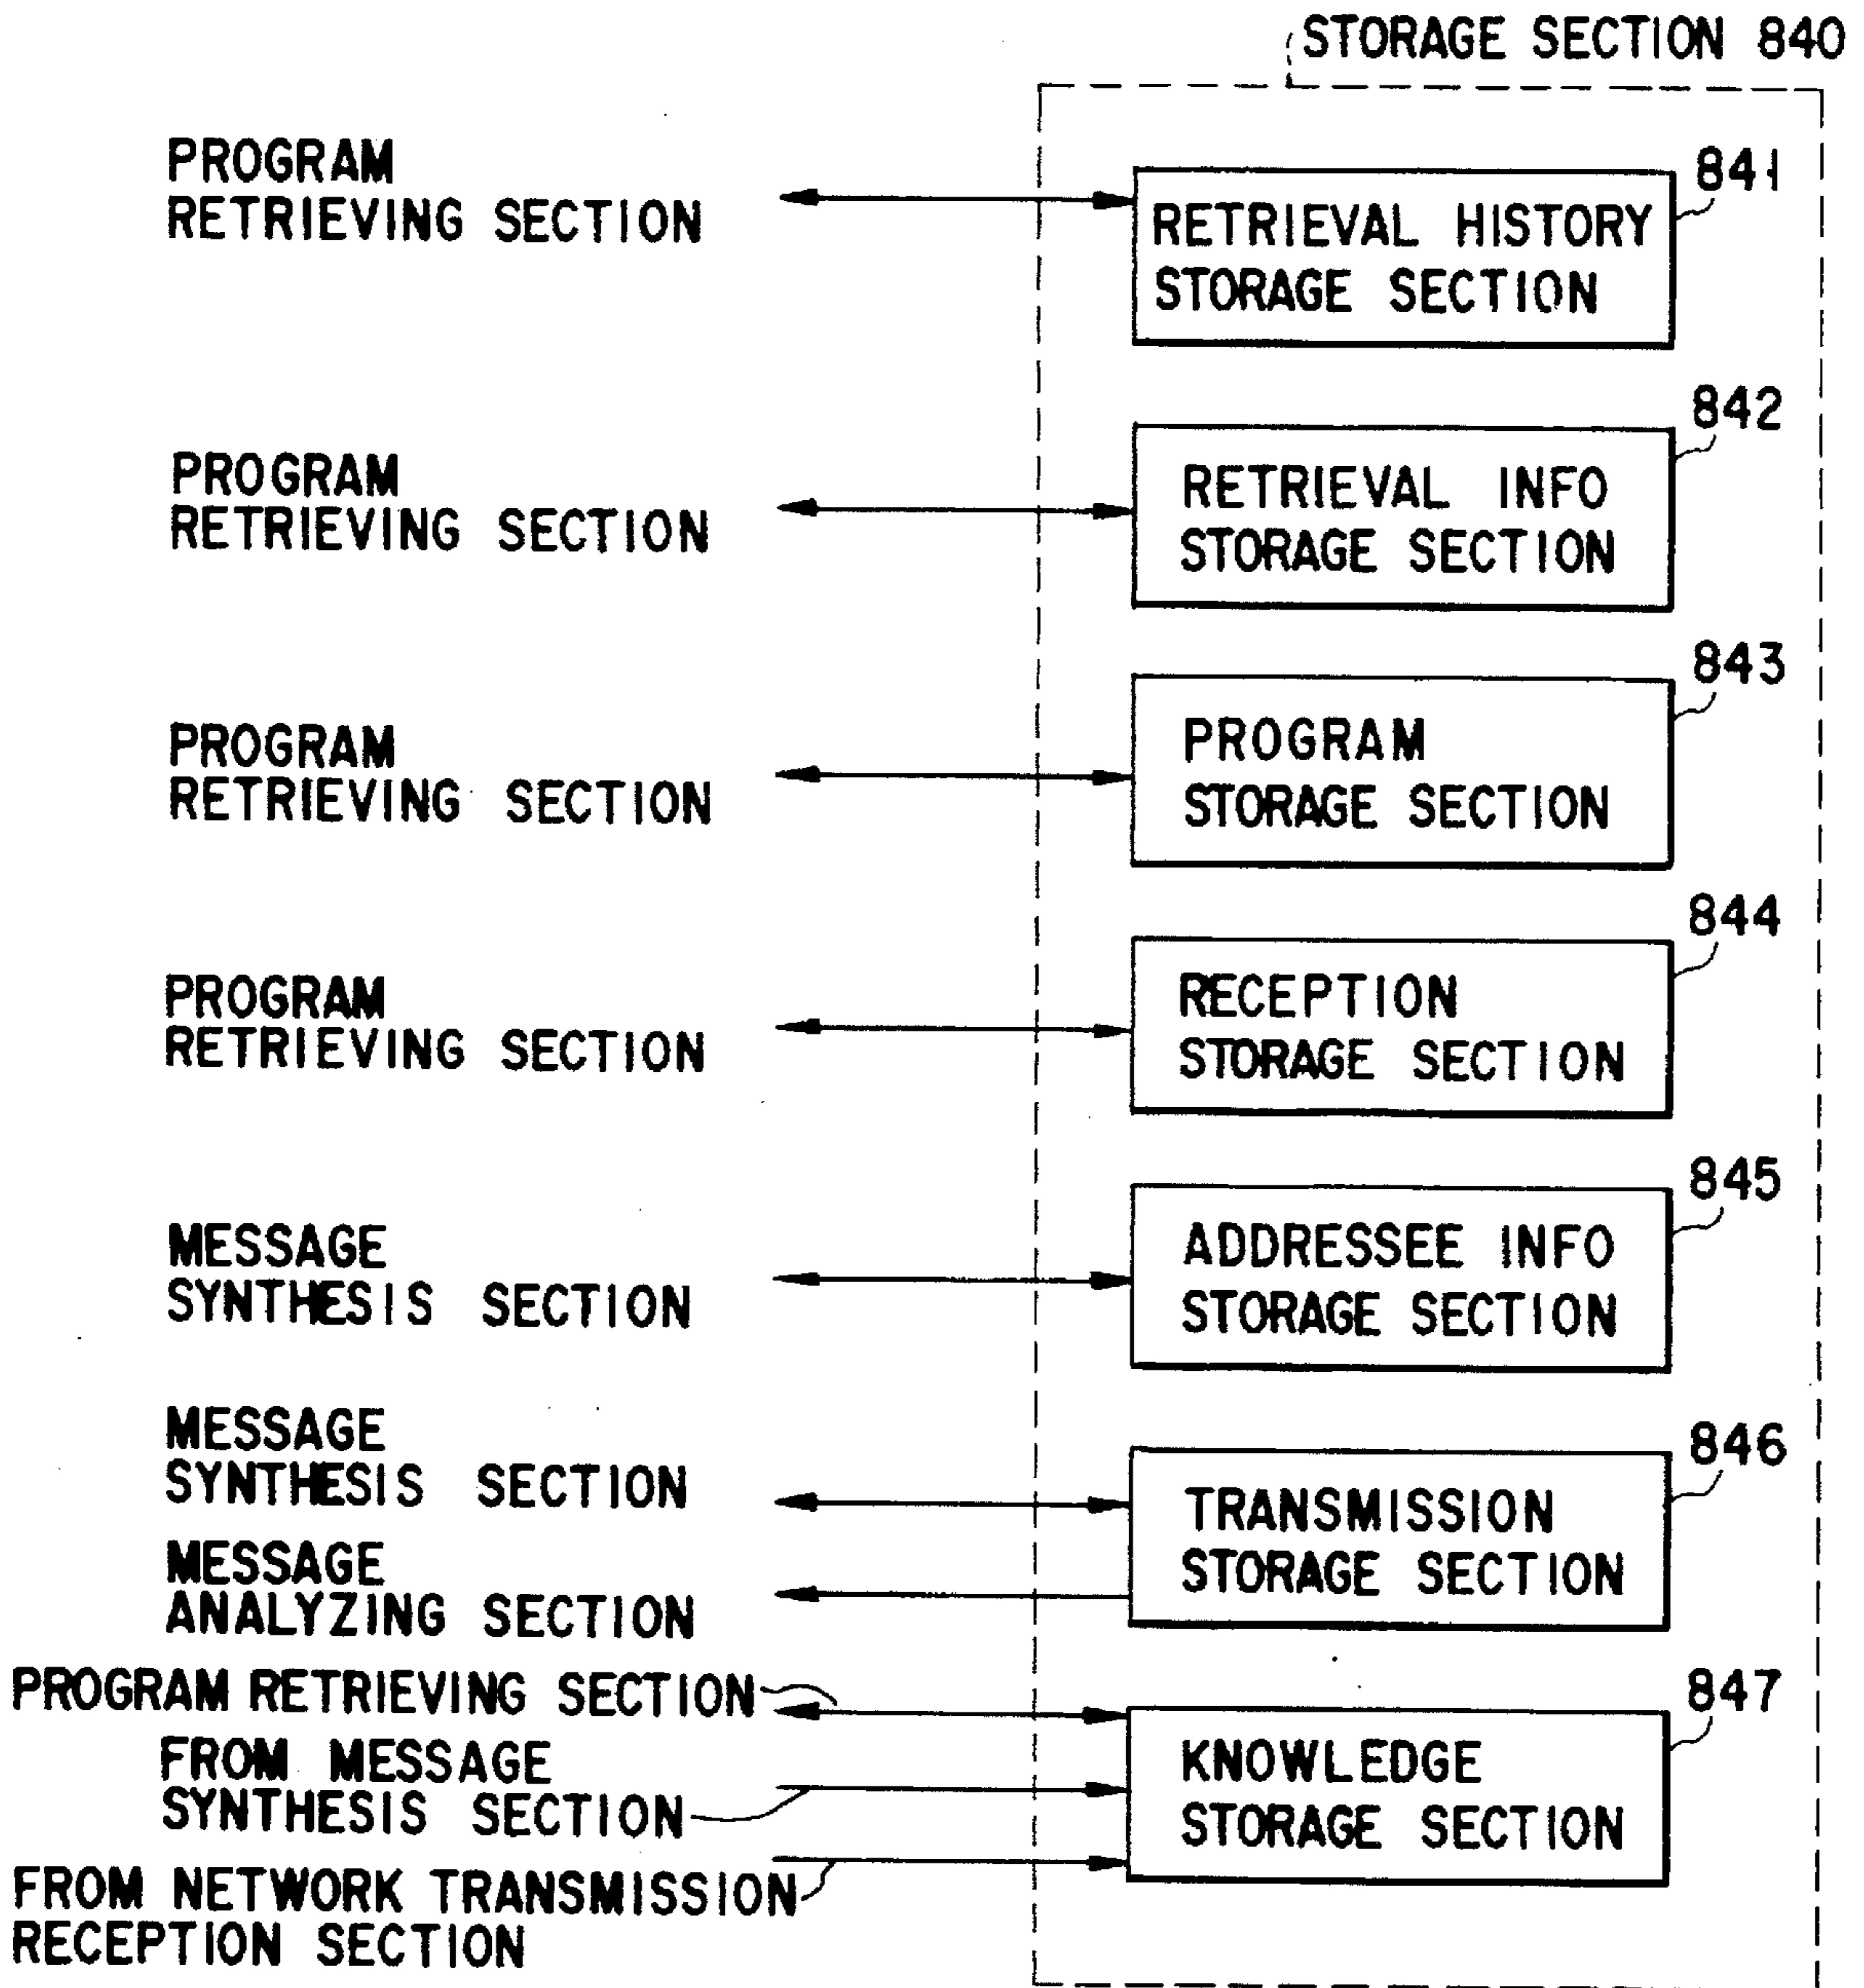 STORAGE SECTION 840
PROGRAM
RETRIEVING SECTION
841
RETRIEVAL HISTORY
STORAGE SECTION
PROGRAM
RETRIEVING SECTION
842
RETRIEVAL INFO
STORAGE SECTION
PROGRAM
RETRIEVING SECTION
843
PROGRAM
STORAGE SECTION
PROGRAM
RETRIEVING SECTION
844
RECEPTION
STORAGE SECTION
MESSAGE
SYNTHESIS SECTION
845
ADDRESSEE INFO
STORAGE SECTION
MESSAGE
SYNTHESIS SECTION
MESSAGE
ANALYZING SECTION
846
TRANSMISSION
STORAGE SECTION
PROGRAM RETRIEVING SECTION
FROM MESSAGE
SYNTHESIS SECTION
FROM NETWORK TRANSMISSION
RECEPTION SECTION
847
KNOWLEDGE
STORAGE SECTION